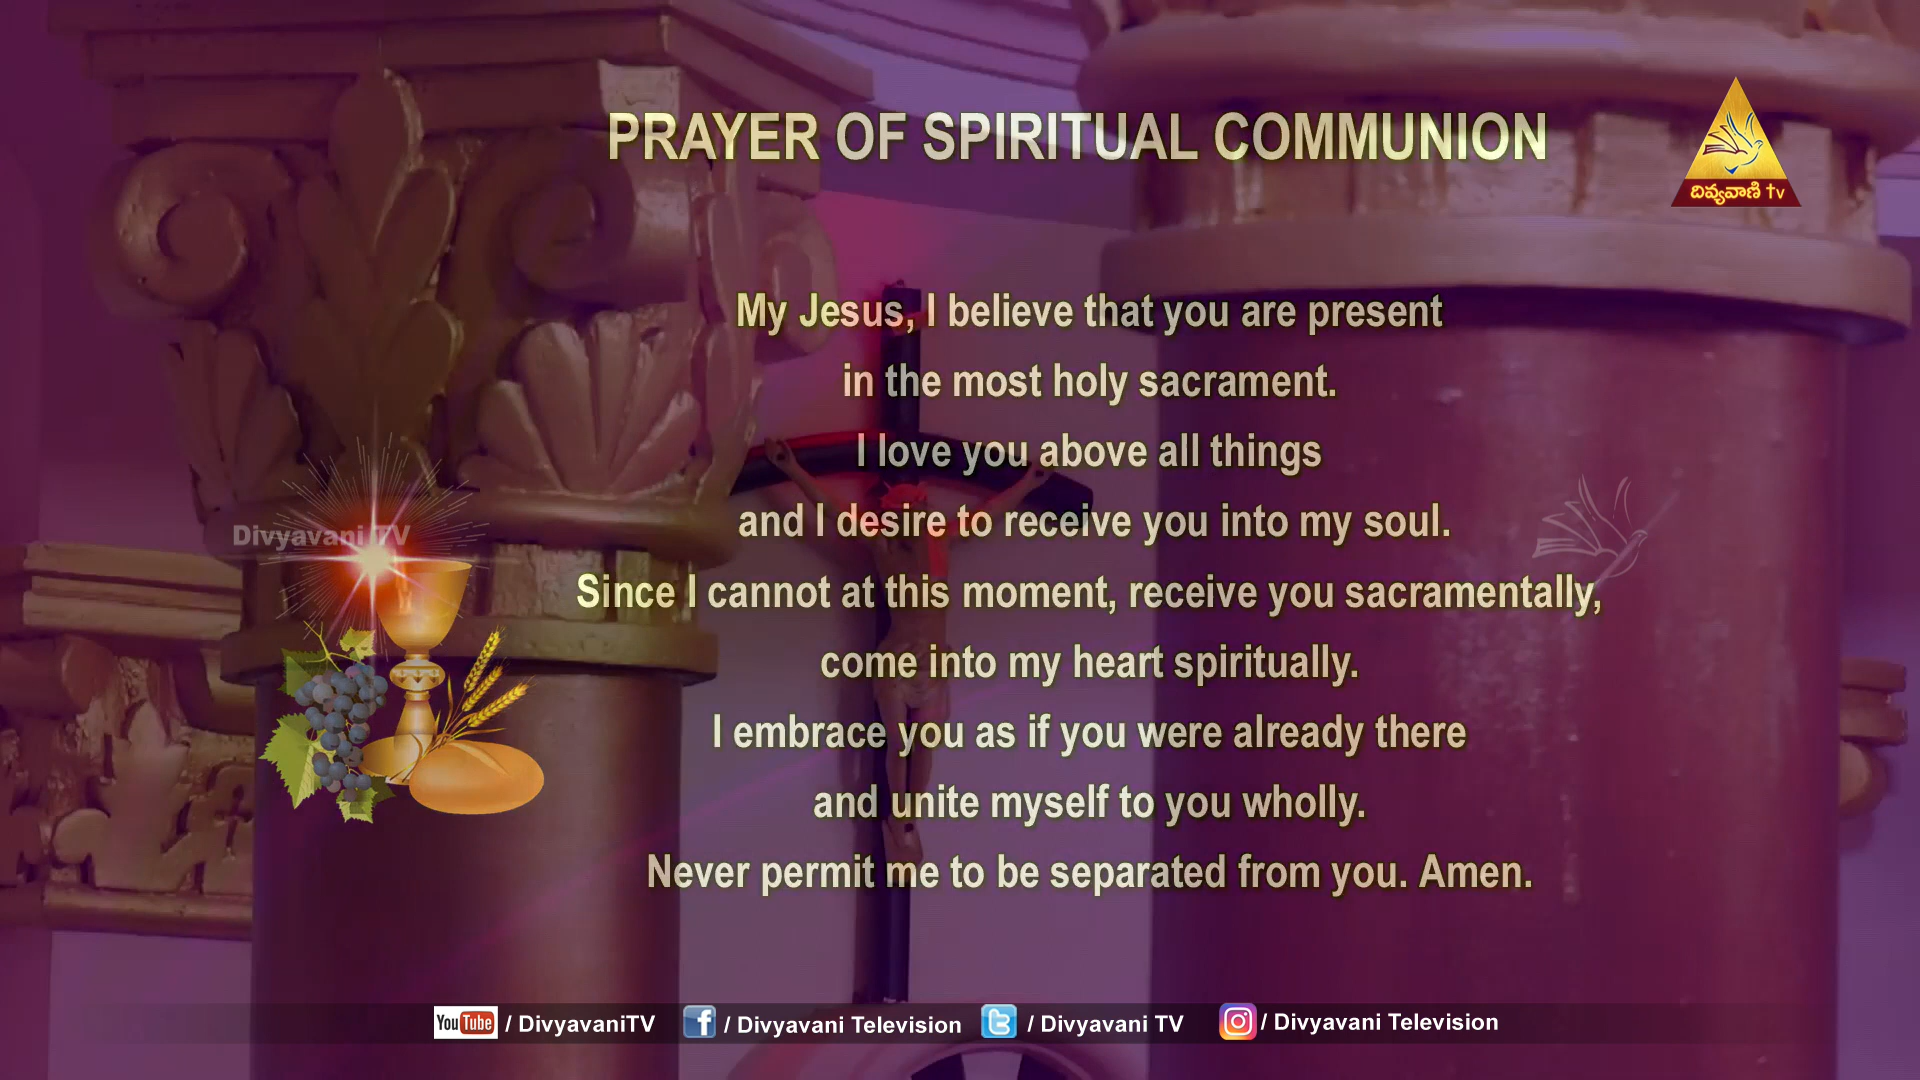 PRAYER OF SPIRITUAL COMMUNION
దివ్యవాణి tv
My Jesus, I believe that you are present
in the most holy sacrament.
I love you above all things
and I desire to receive you into my soul.
Divyavani TV
Since I cannot at this moment, receive you sacramentally,
come into my heart spiritually.
I embrace you as if you were already there
and unite myself to you wholly.
Never permit me to be separated from you. Amen.
YouTube / DivyavaniTV f / Divyavani Television / Divyavani TV / Divyavani Television